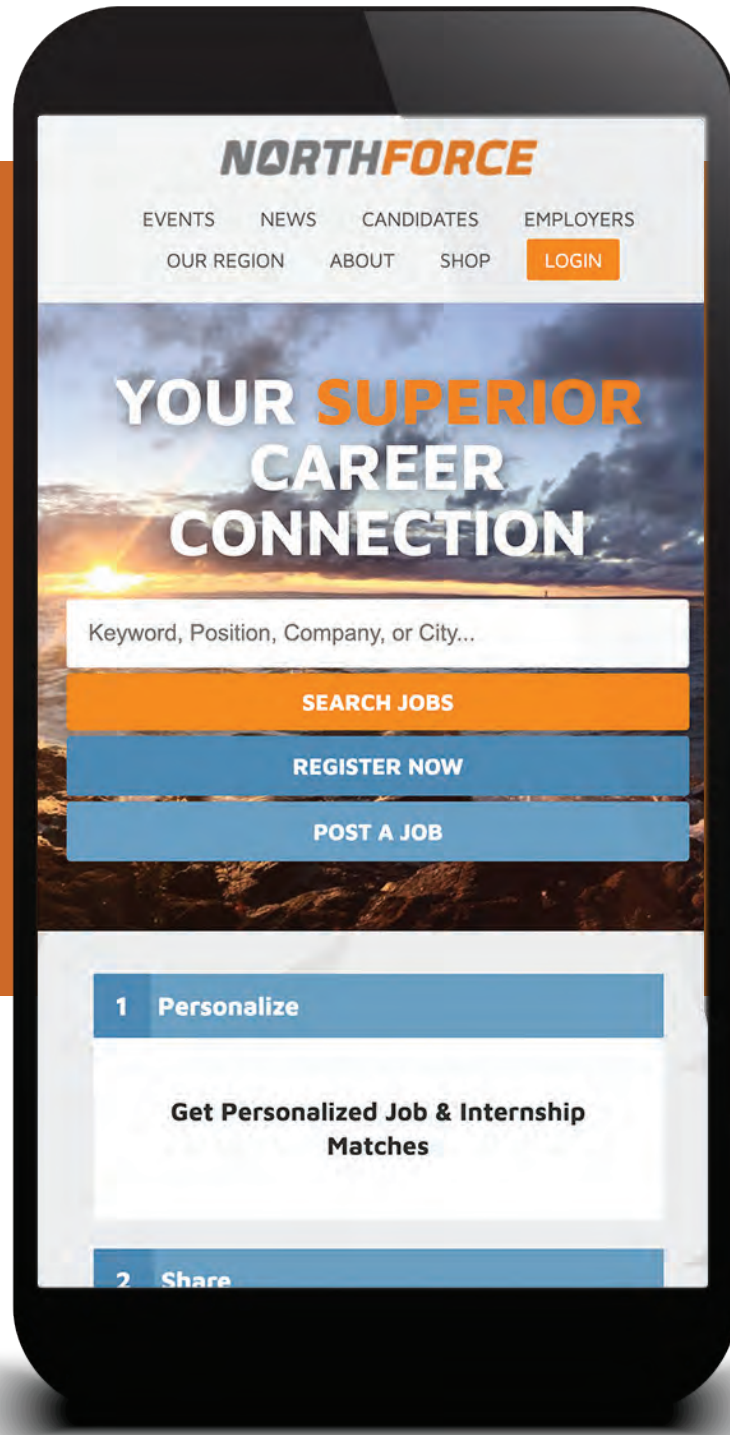 NORTHFORCE
EVENTS NEWS CANDIDATES EMPLOYERS
OUR REGION ABOUT SHOP LOGIN
YOUR SUPERIOR
CAREER
CONNECTION
Keyword, Position, Company, or City...
SEARCH JOBS
REGISTER NOW
POST A JOB
1 Personalize
Get Personalized Job & Internship
Matches
2 Share